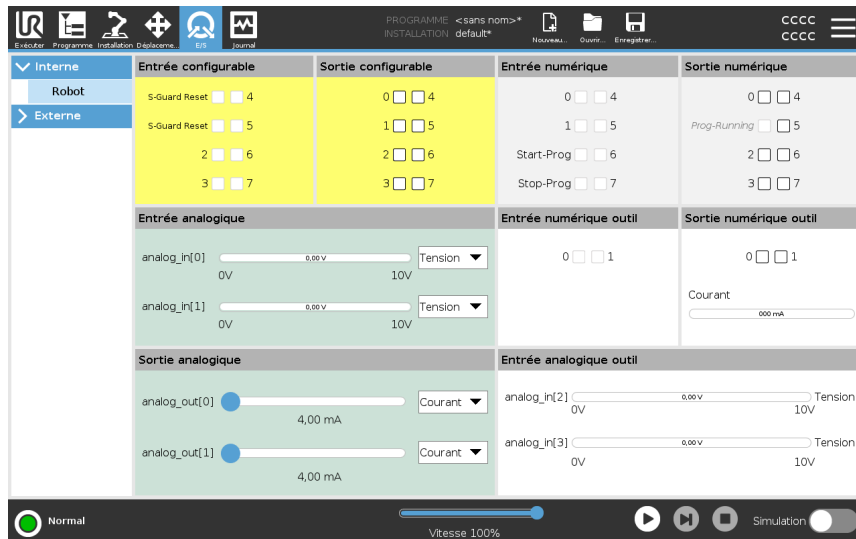 PROGRAMME <sans nom>*
INSTALLATION default*
CCCC
CCCC
Exécuter Programme Installation Déplaceme... E/S Journal
Nouveau... Ouvrir... Enregistrer...
Interne
Robot
Externe
Entrée configurable
S-Guard Reset 4
S-Guard Reset 5
2 6
3 7
Sortie configurable
0 4
1 5
2 6
3 7
Entrée numérique
0 4
1 5
Start-Prog 6
Stop-Prog 7
Sortie numérique
0 4
Prog-Running 5
2 6
3 7
Entrée analogique
analog_in[0] 0,00 V Tension
0V 10V
analog_in[1] 0,00 V Tension
0V 10V
Entrée numérique outil
0 1
Sortie numérique outil
0 1
Courant
000 mA
Sortie analogique
analog_out[0] Courant
4,00 mA
analog_out[1] Courant
4,00 mA
Entrée analogique outil
analog_in[2] 0,00 V Tension
0V 10V
analog_in[3] 0,00 V Tension
0V 10V
Normal
Vitesse 100%
Simulation